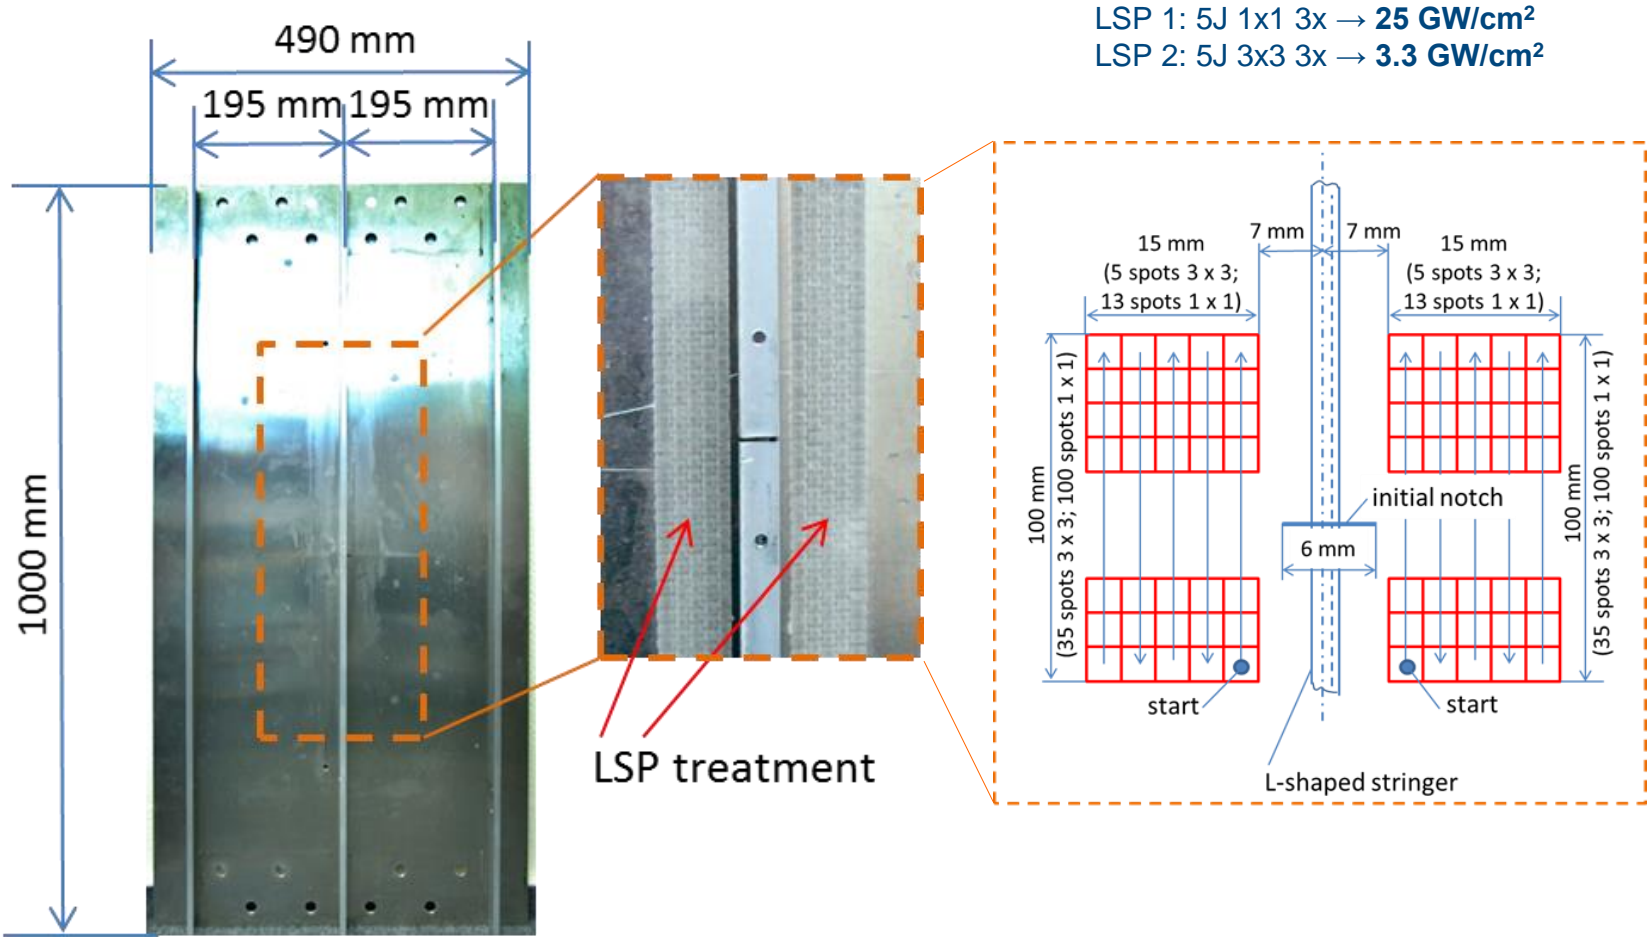 LSP 1: 5J 1x1 3x → 25 GW/cm²
LSP 2: 5J 3x3 3x → 3.3 GW/cm²
490 mm
195 mm
195 mm
1000 mm
LSP treatment
7 mm
7 mm
15 mm
(5 spots 3 x 3;
13 spots 1 x 1)
15 mm
(5 spots 3 x 3;
13 spots 1 x 1)
100 mm
(35 spots 3 x 3; 100 spots 1 x 1)
initial notch
6 mm
100 mm
(35 spots 3 x 3; 100 spots 1 x 1)
start
start
L-shaped stringer